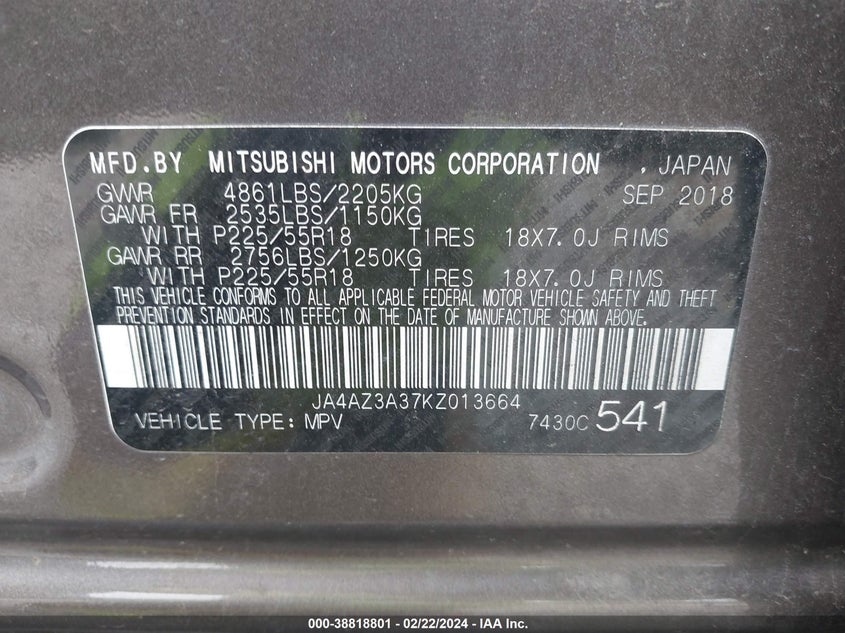 MFD.BY MITSUBISHI MOTORS CORPORATION , JAPAN
GVWR 4861LBS/2205KG SEP 2018
GAWR FR 2535LBS/1150KG
WITH P225/55R18 TIRES 18X7.0J RIMS
GAWR RR 2756LBS/1250KG
WITH P225/55R18 TIRES 18X7.0J RIMS
THIS VEHICLE CONFORMS TO ALL APPLICABLE FEDERAL MOTOR VEHICLE SAFETY AND THEFT
PREVENTION STANDARDS IN EFFECT ON THE DATE OF MANUFACTURE SHOWN ABOVE.
JA4AZ3A37KZ013664
VEHICLE TYPE: MPV 7430C 541
000-38818801 - 02/22/2024 - IAA Inc.